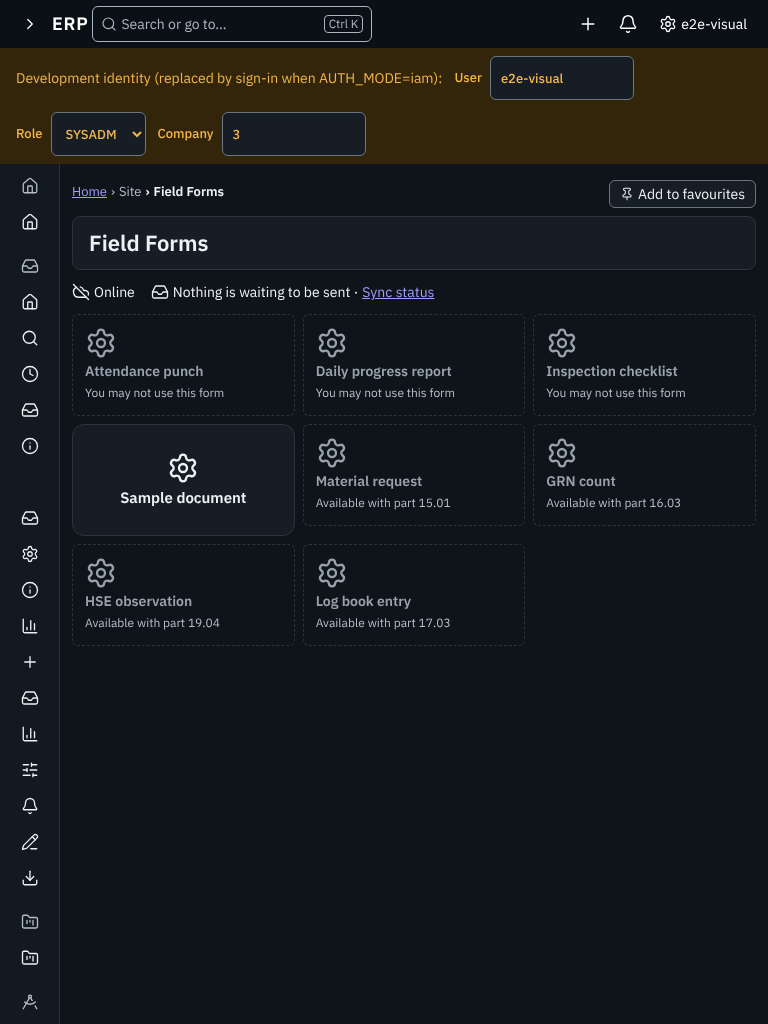 ERP
Search or go to...
Ctrl K
e2e-visual
Development identity (replaced by sign-in when AUTH_MODE=iam):
User
e2e-visual
Role
SYSADM
Company
3
Home › Site › Field Forms
Add to favourites
Field Forms
Online
Nothing is waiting to be sent · Sync status
Attendance punch
You may not use this form
Daily progress report
You may not use this form
Inspection checklist
You may not use this form
Sample document
Material request
Available with part 15.01
GRN count
Available with part 16.03
HSE observation
Available with part 19.04
Log book entry
Available with part 17.03